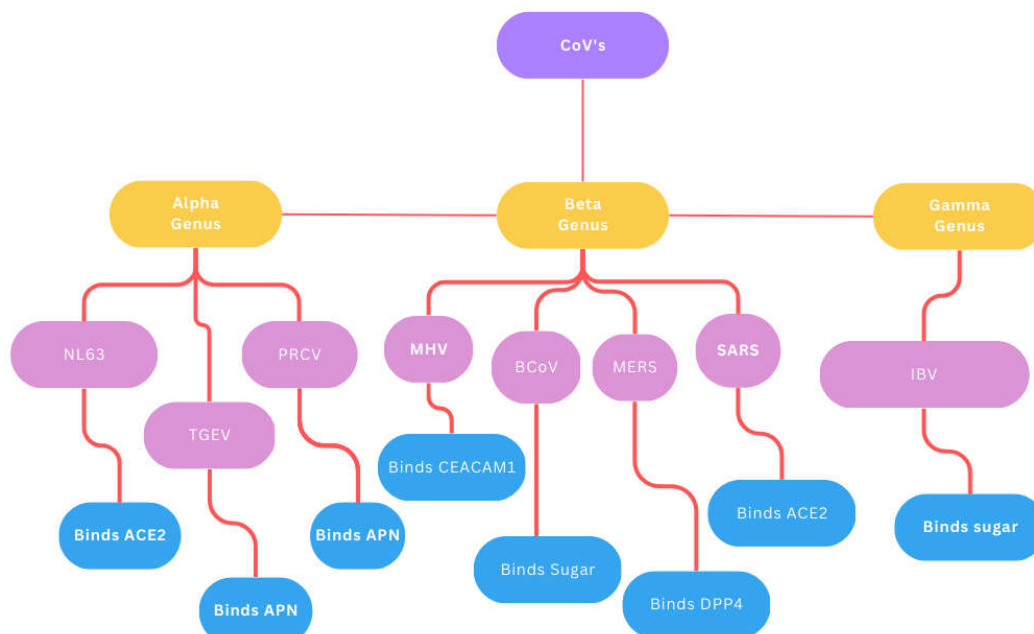 CoV's
Alpha
Genus
Beta
Genus
Gamma
Genus
NL63
PRCV
MHV
BCoV
MERS
SARS
IBV
TGEV
Binds CEACAM1
Binds ACE2
Binds APN
Binds ACE2
Binds sugar
Binds Sugar
Binds APN
Binds DPP4